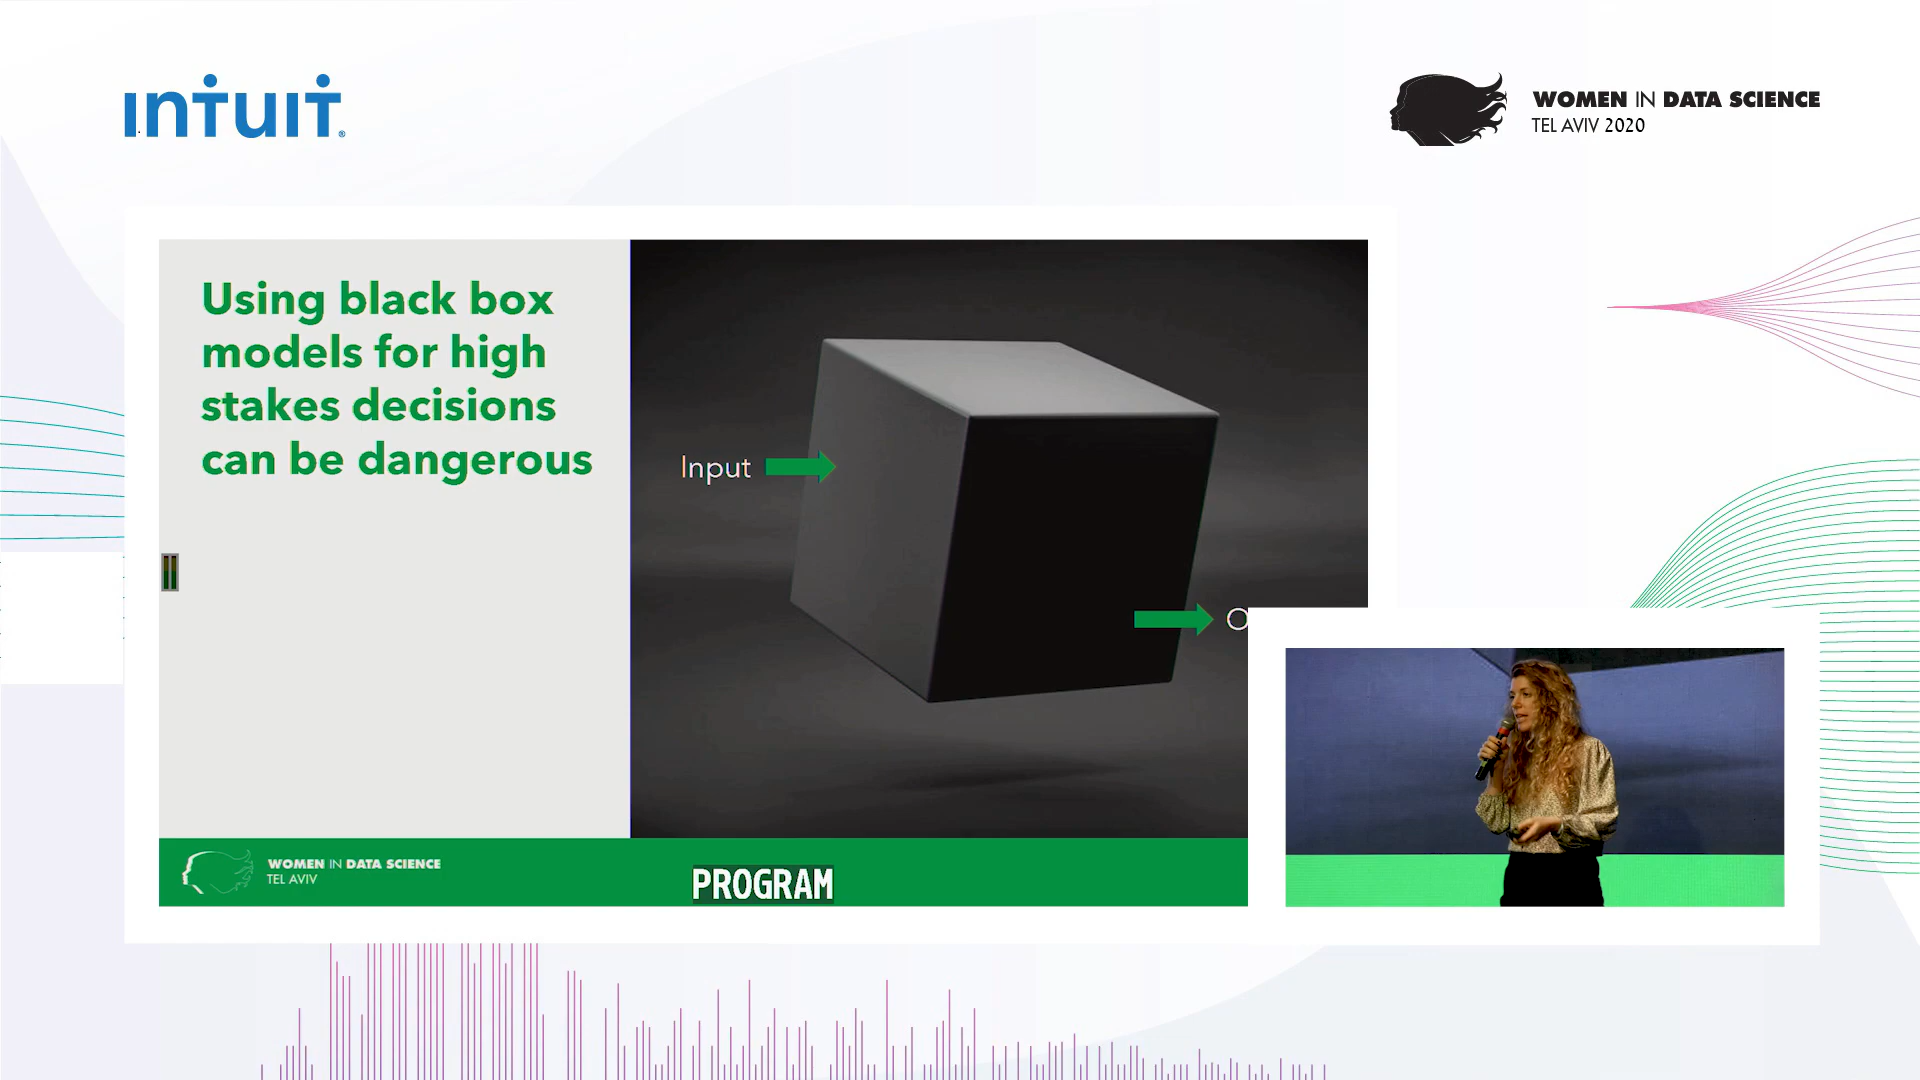 INTUIT
WOMEN IN DATA SCIENCE
TEL AVIV 2020
Using black box
models for high
stakes decisions
can be dangerous
Input
WOMEN IN DATA SCIENCE
TEL AVIV
PROGRAM